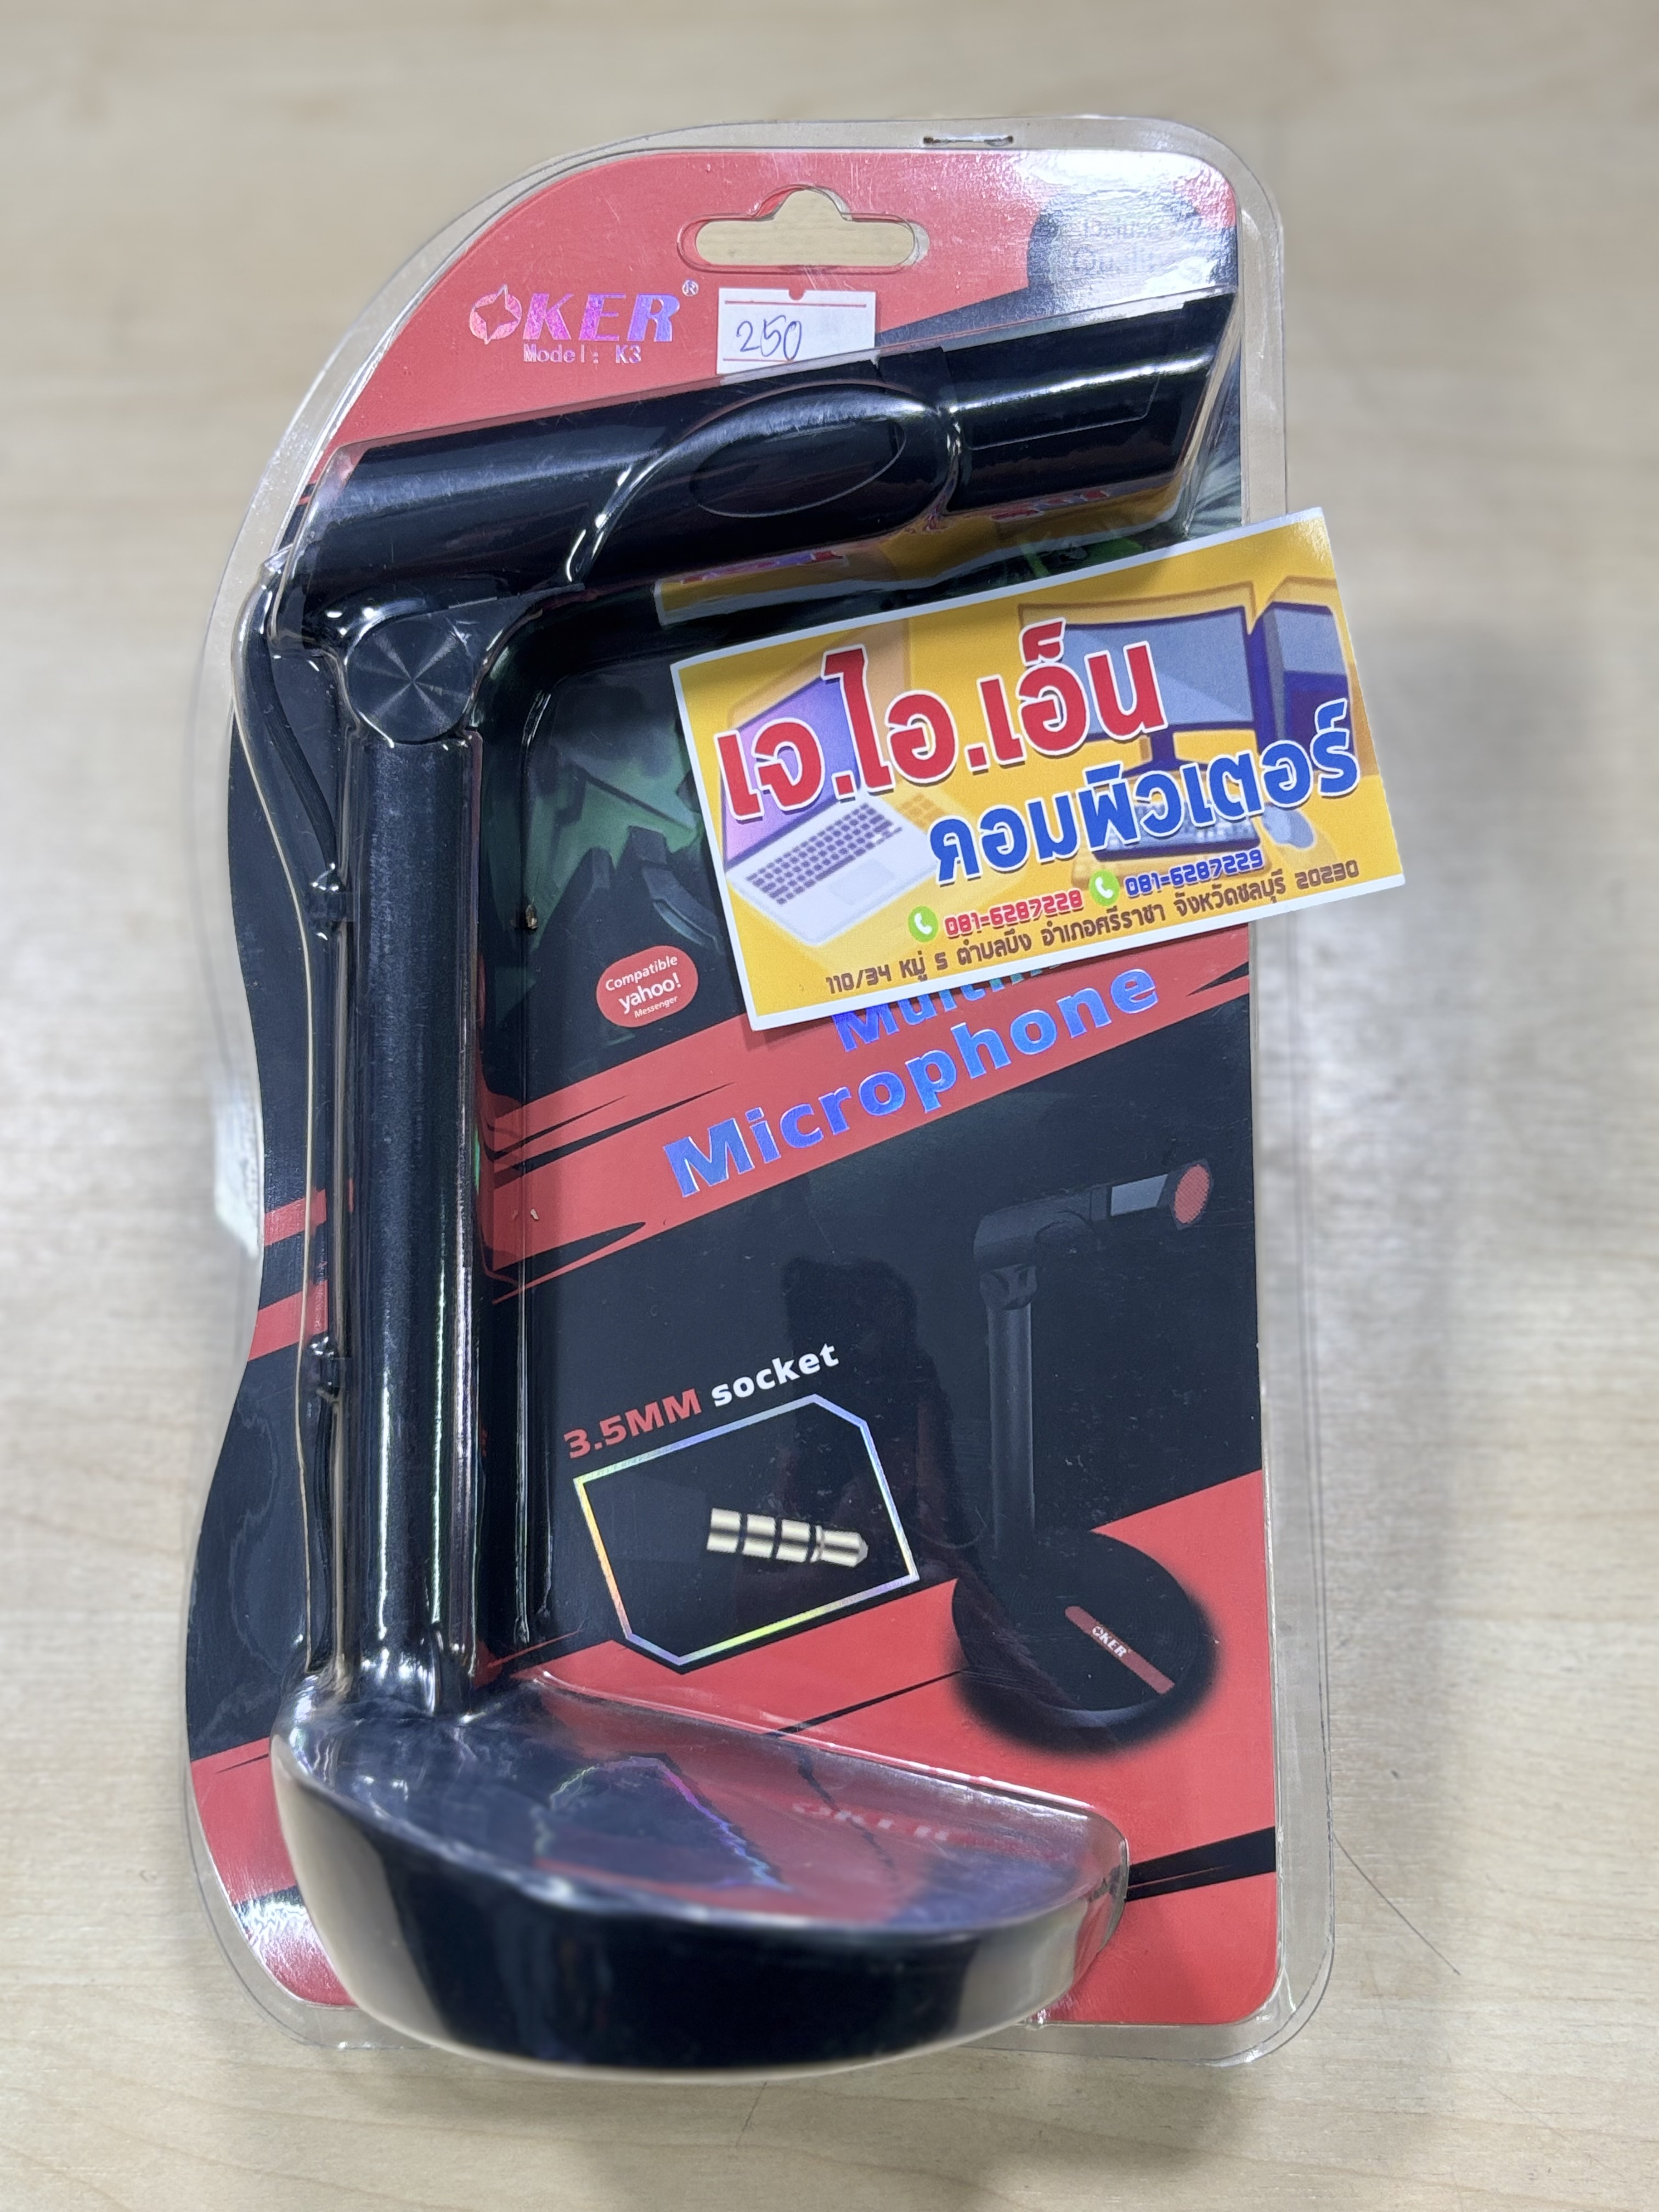 OKER®
Model: K3
250
เจ.ไอ.เอ็น
คอมพิวเตอร์
081-6287228 081-6287229
110/34 หมู่ 5 ตำบลบึง อำเภอศรีราชา จังหวัดชลบุรี 20230
Compatible
yahoo!
Messenger
Microphone
3.5MM socket
OKER
OKER